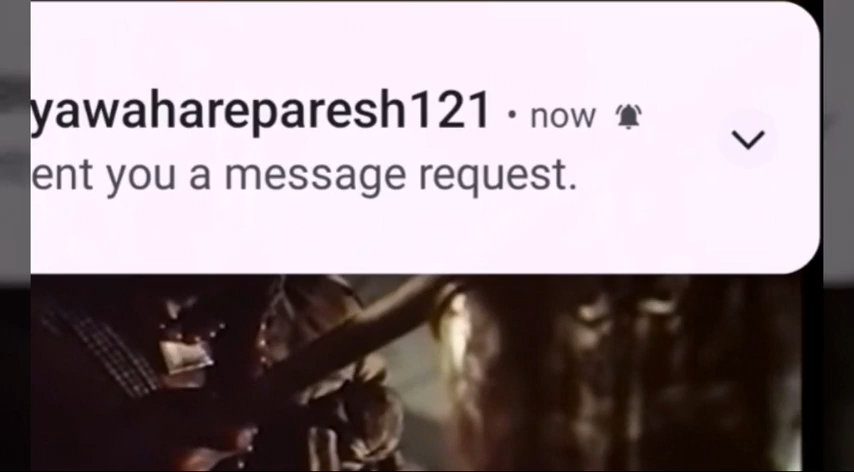 yawahareparesh121 • now
ent you a message request.